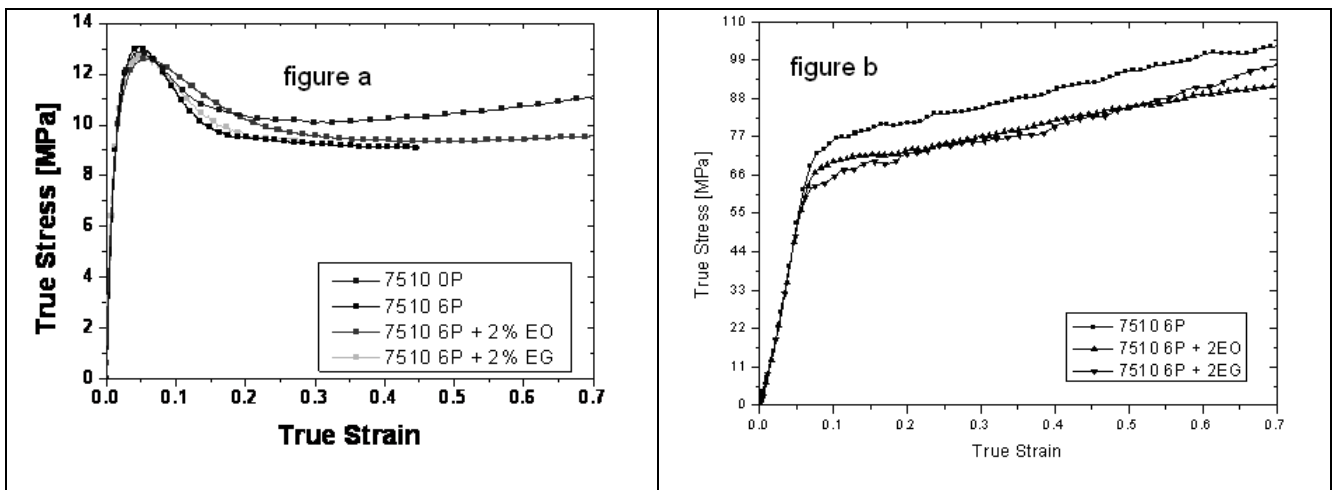 figure a
True Stress [MPa]
14
12
10
8
6
4
2
0
0.0 0.1 0.2 0.3 0.4 0.5 0.6 0.7
True Strain
7510 0P
7510 6P
7510 6P + 2% EO
7510 6P + 2% EG
figure b
True Stress [MPa]
110
99
88
77
66
55
44
33
22
11
0
0.0 0.1 0.2 0.3 0.4 0.5 0.6 0.7
True Strain
7510 6P
7510 6P + 2EO
7510 6P + 2EG